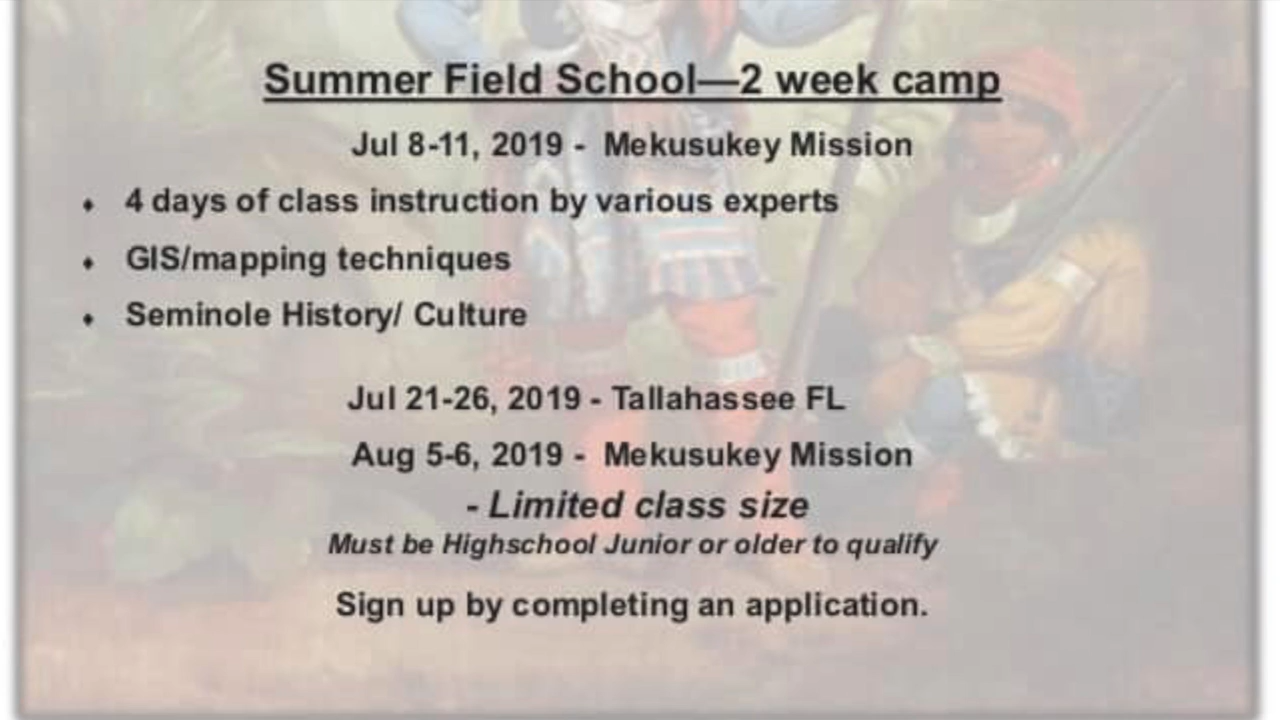 Summer Field School—2 week camp
Jul 8-11, 2019 - Mekusukey Mission
⬧ 4 days of class instruction by various experts
⬧ GIS/mapping techniques
⬧ Seminole History/ Culture
Jul 21-26, 2019 - Tallahassee FL
Aug 5-6, 2019 - Mekusukey Mission
- Limited class size
Must be Highschool Junior or older to qualify
Sign up by completing an application.